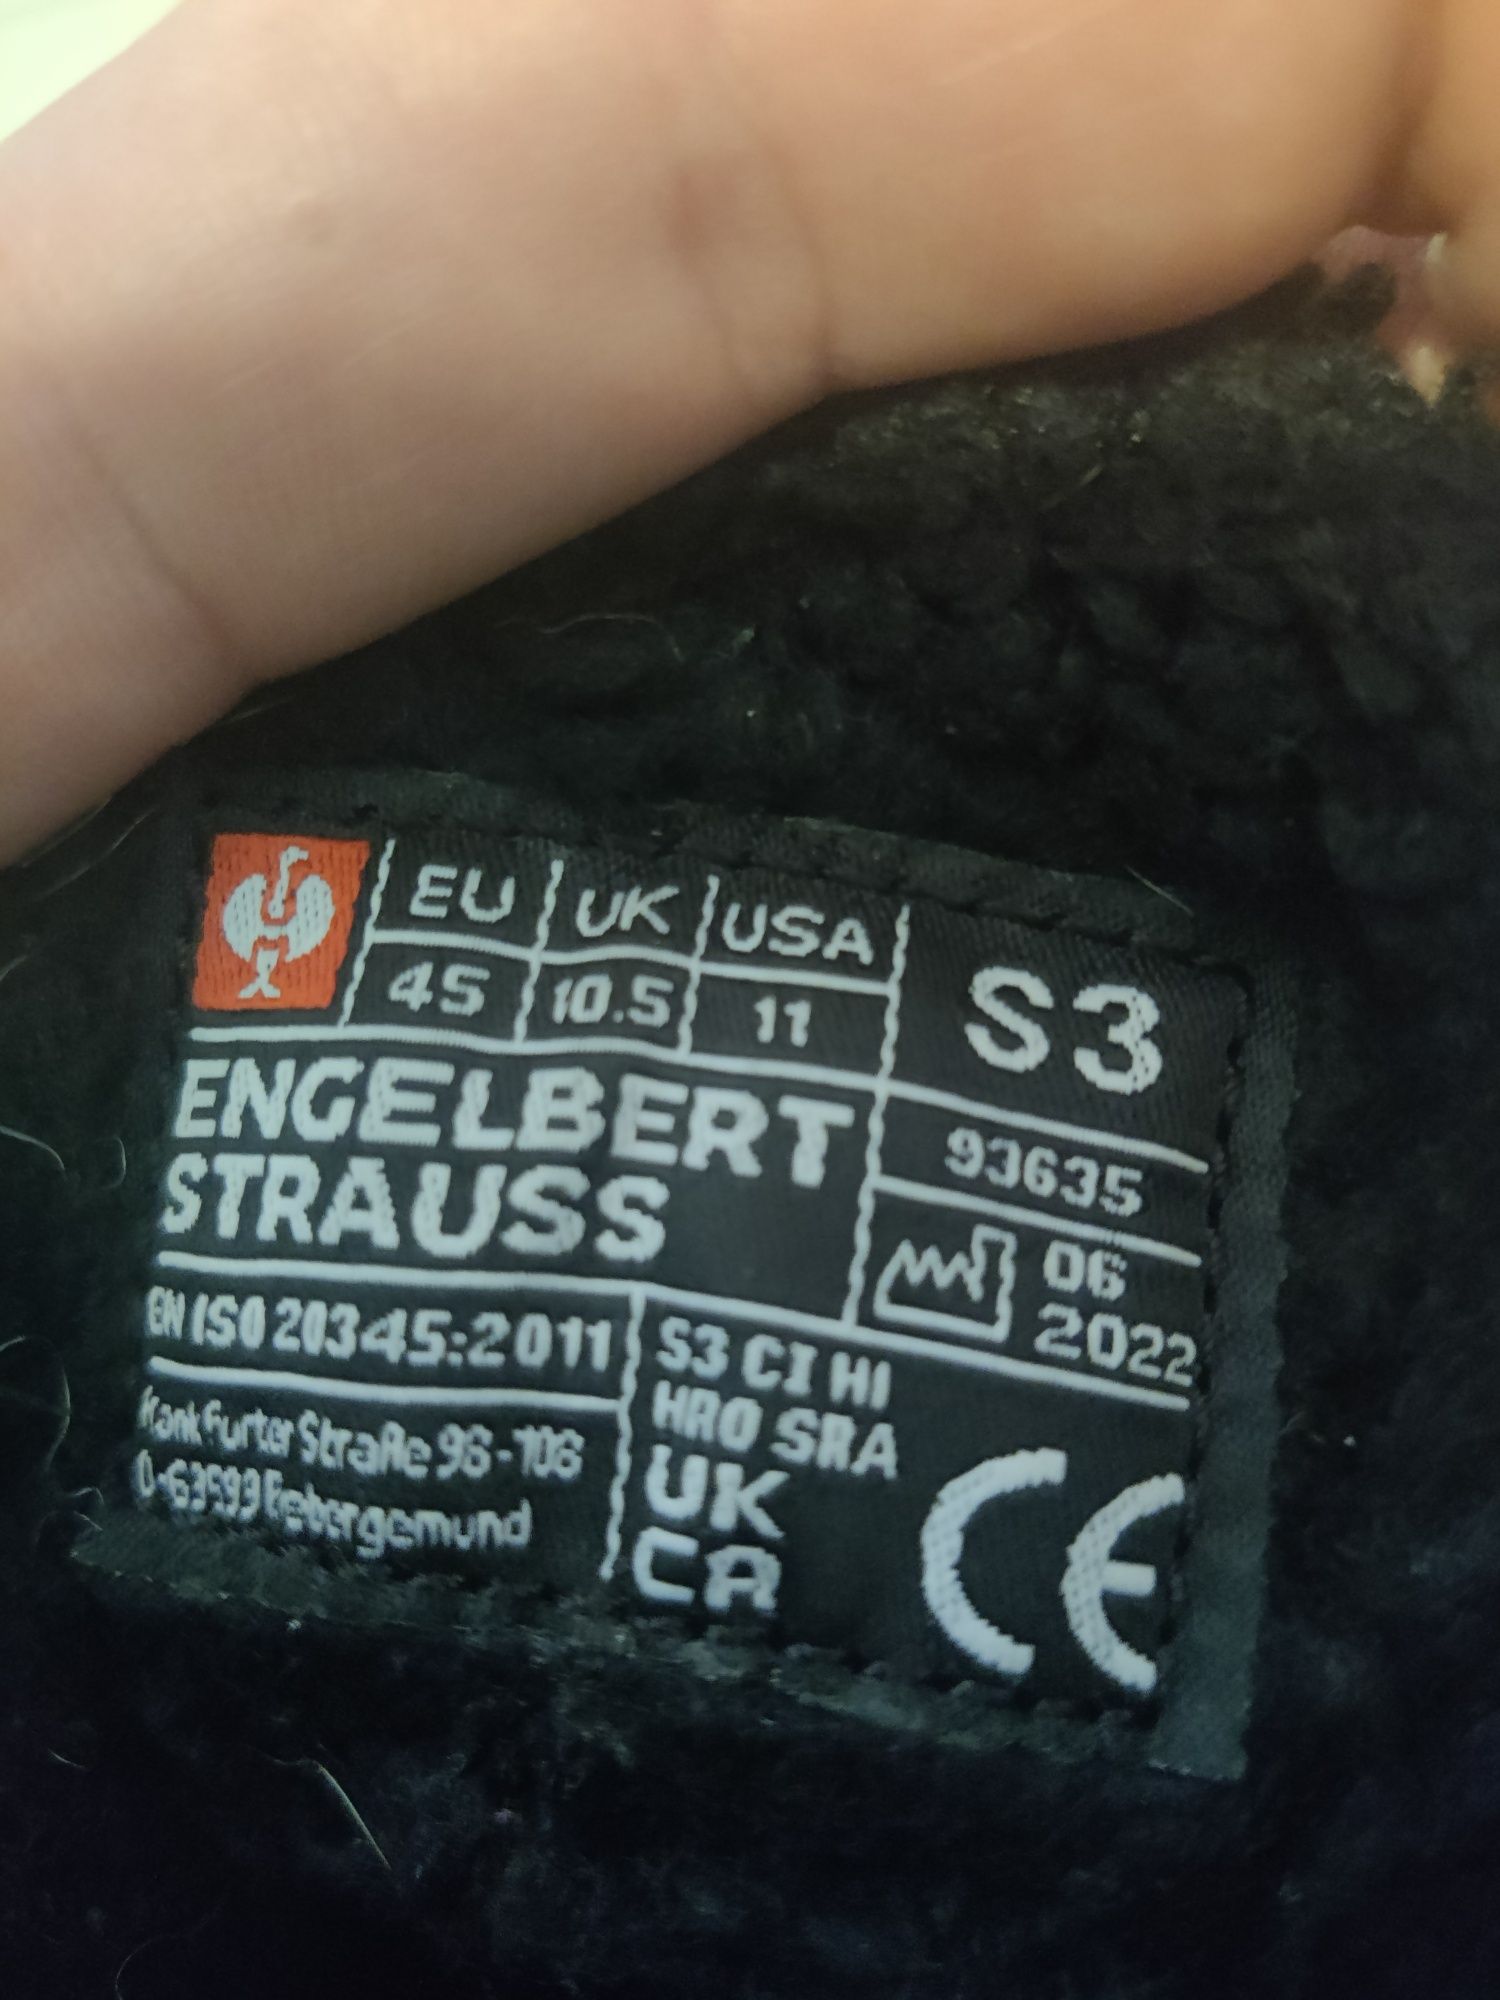 EU UK USA
45 10.5 11
S3
ENGELBERT
STRAUSS
93635
06
2022
EN ISO 20345:2011
S3 CI HI
HRO SRA
Frankfurter Straße 96-106
D-63599 Biebergemünd
UK
CA
CE